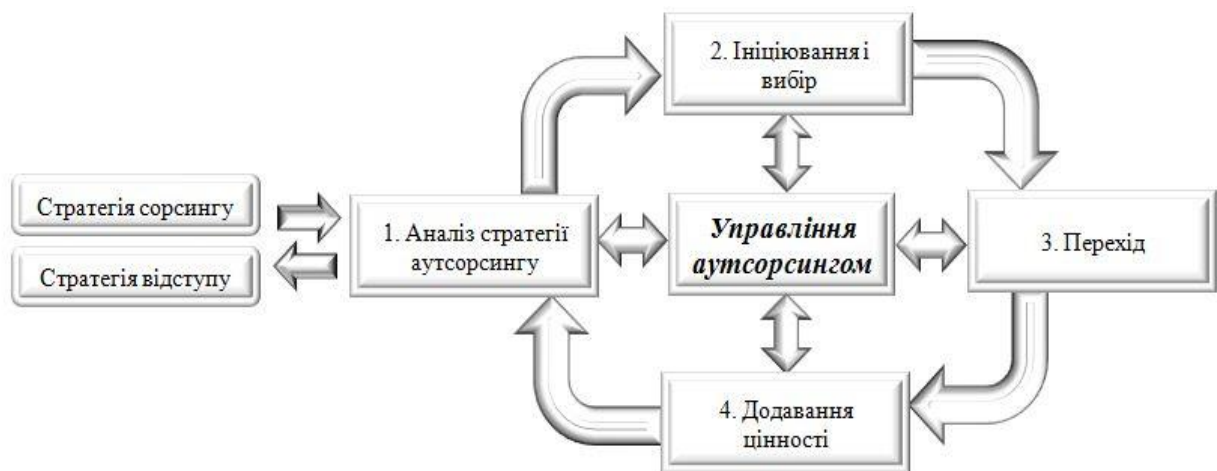 2. Ініціювання і
вибір
Стратегія сорсингу
Стратегія відступу
1. Аналіз стратегії
аутсорсингу
Управління
аутсорсингом
3. Перехід
4. Додавання
цінності